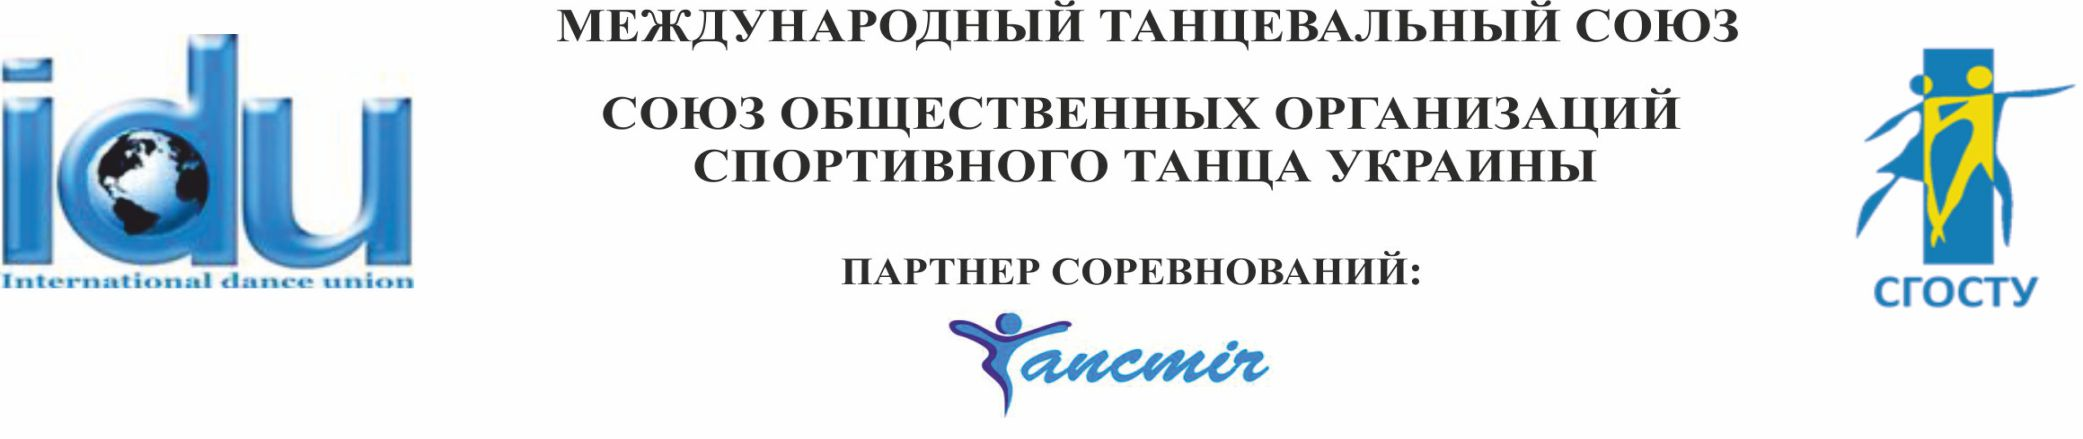 МЕЖДУНАРОДНЫЙ ТАНЦЕВАЛЬНЫЙ СОЮЗ
СОЮЗ ОБЩЕСТВЕННЫХ ОРГАНИЗАЦИЙ
СПОРТИВНОГО ТАНЦА УКРАИНЫ
idu
International dance union
СГОСТУ
ПАРТНЕР СОРЕВНОВАНИЙ:
Tancmir